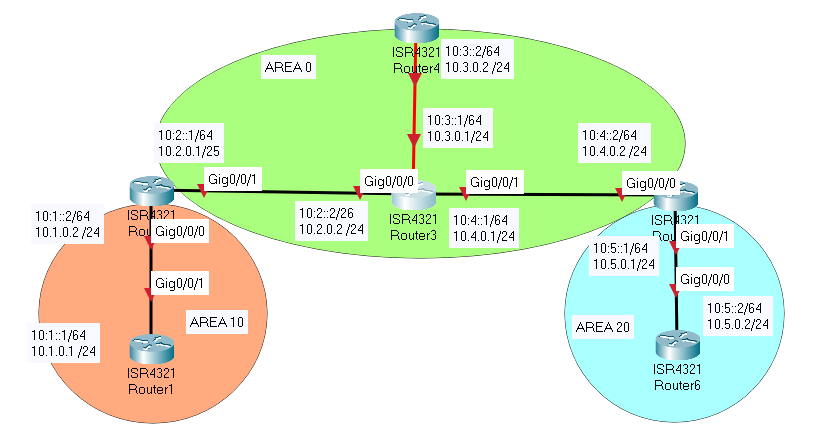 ISR4321
Router4
10:3::2/64
10.3.0.2 /24
AREA 0
10:3::1/64
10.3.0.1/24
10:2::1/64
10.2.0.1/25
10:4::2/64
10.4.0.2 /24
Gig0/0/1
Gig0/0/0
Gig0/0/1
Gig0/0/0
ISR4321
10:2::2/26
10.2.0.2 /24
ISR4321
Router3
10:4::1/64
10.4.0.1/24
10:1::2/64
10.1.0.2 /24
Gig0/0/0
10:5::1/64
10.5.0.1/24
Gig0/0/1
Gig0/0/1
Gig0/0/0
10:1::1/64
10.1.0.1 /24
AREA 10
AREA 20
10:5::2/64
10.5.0.2/24
ISR4321
Router1
ISR4321
Router6